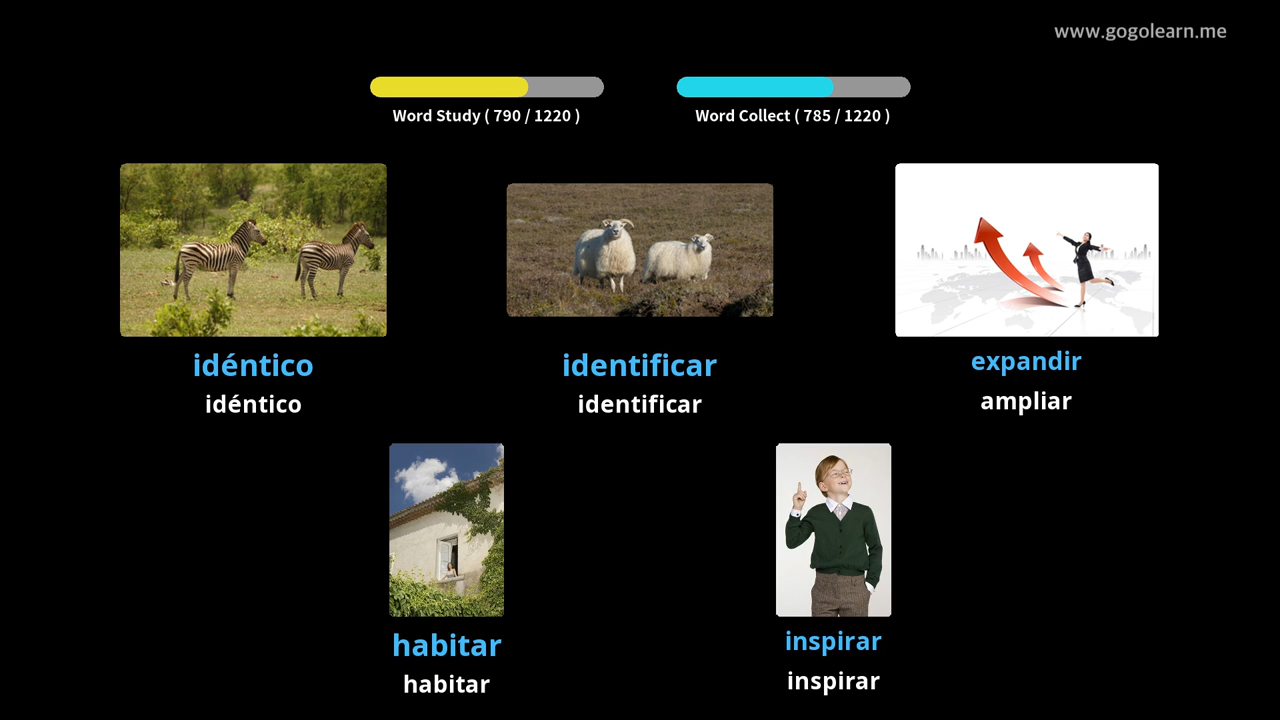 www.gogolearn.me
Word Study ( 790 / 1220 )
Word Collect ( 785 / 1220 )
idéntico
idéntico
identificar
identificar
expandir
ampliar
habitar
habitar
inspirar
inspirar